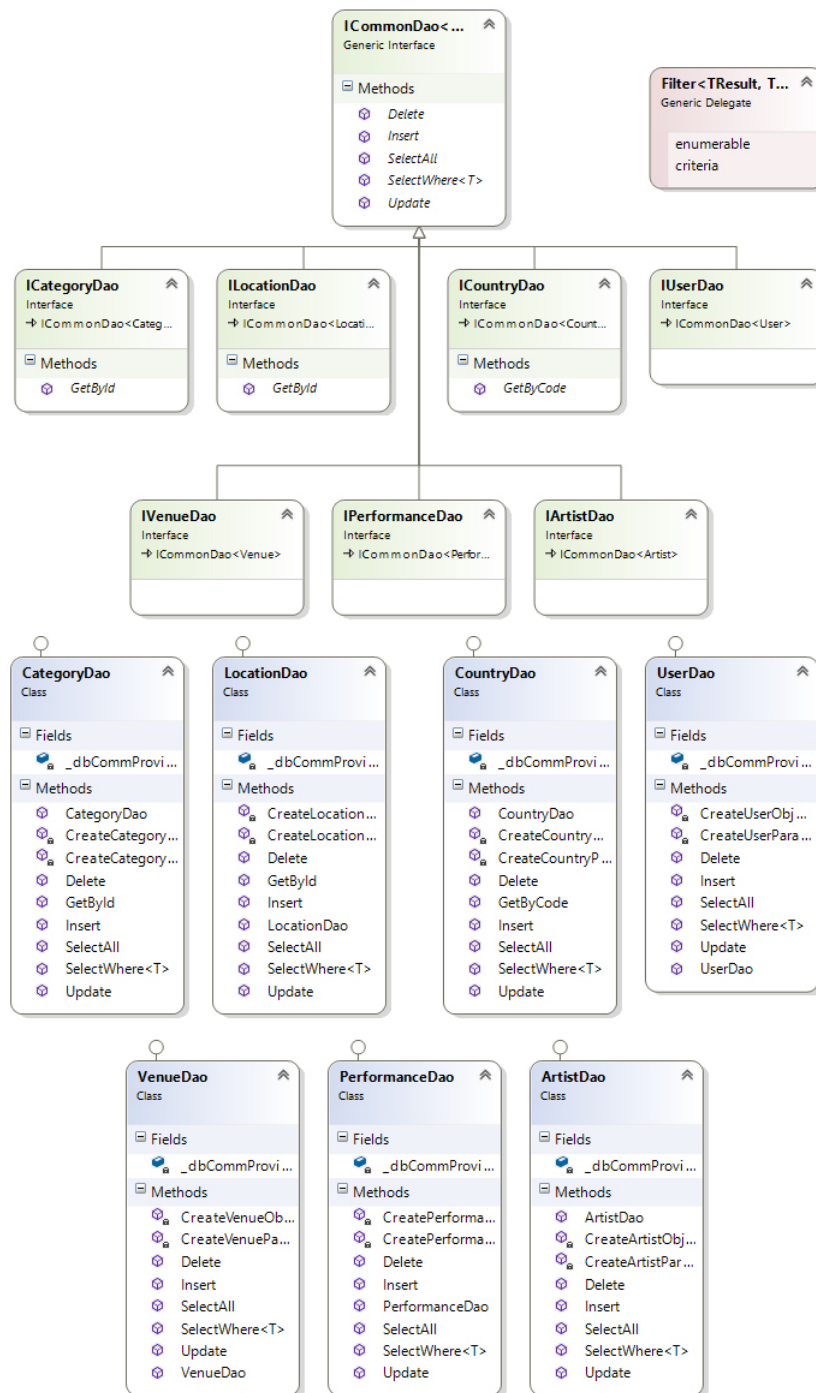 ICommonDao<...
Generic Interface
Methods
Delete
Insert
SelectAll
SelectWhere<T>
Update
Filter<TResult, T...
Generic Delegate
enumerable
criteria
ICategoryDao
Interface
ICommonDao<Categ...
Methods
GetById
ILocationDao
Interface
ICommonDao<Locati...
Methods
GetById
ICountryDao
Interface
ICommonDao<Count...
Methods
GetByCode
IUserDao
Interface
ICommonDao<User>
IVenueDao
Interface
ICommonDao<Venue>
IPerformanceDao
Interface
ICommonDao<Perfor...
IArtistDao
Interface
ICommonDao<Artist>
CategoryDao
Class
Fields
_dbCommProvi...
Methods
CategoryDao
CreateCategory...
CreateCategory...
Delete
GetById
Insert
SelectAll
SelectWhere<T>
Update
LocationDao
Class
Fields
_dbCommProvi...
Methods
CreateLocation...
CreateLocation...
Delete
GetById
Insert
LocationDao
SelectAll
SelectWhere<T>
Update
CountryDao
Class
Fields
_dbCommProvi...
Methods
CountryDao
CreateCountry...
CreateCountryP...
Delete
GetByCode
Insert
SelectAll
SelectWhere<T>
Update
UserDao
Class
Fields
_dbCommProvi...
Methods
CreateUserObj...
CreateUserPara...
Delete
Insert
SelectAll
SelectWhere<T>
Update
UserDao
VenueDao
Class
Fields
_dbCommProvi...
Methods
CreateVenueOb...
CreateVenuePa...
Delete
Insert
SelectAll
SelectWhere<T>
Update
VenueDao
PerformanceDao
Class
Fields
_dbCommProvi...
Methods
CreatePerforma...
CreatePerforma...
Delete
Insert
PerformanceDao
SelectAll
SelectWhere<T>
Update
ArtistDao
Class
Fields
_dbCommProvi...
Methods
ArtistDao
CreateArtistObj...
CreateArtistPar...
Delete
Insert
SelectAll
SelectWhere<T>
Update